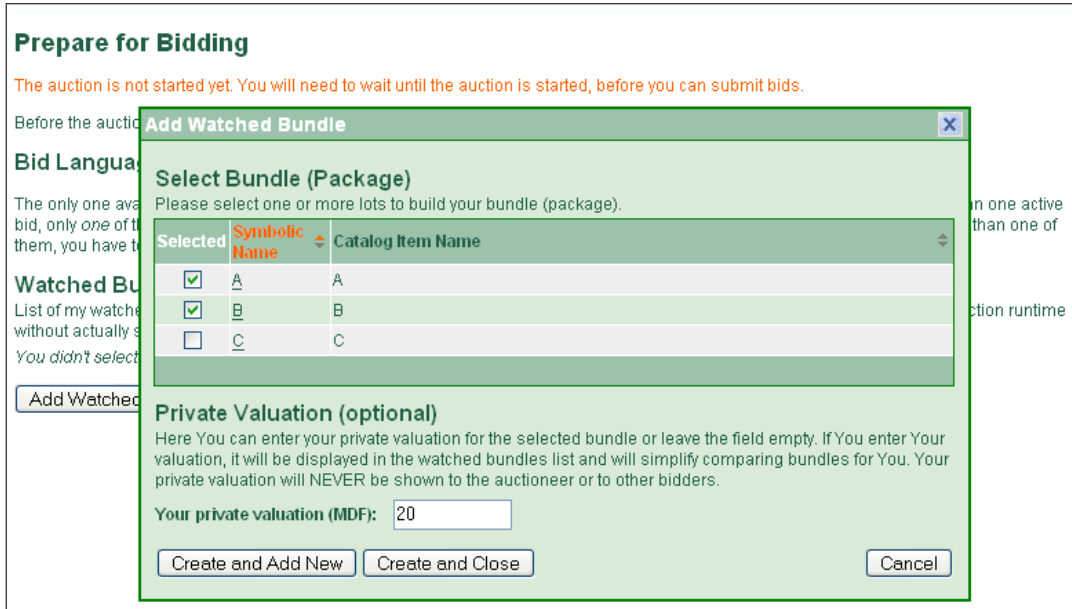 Prepare for Bidding
The auction is not started yet. You will need to wait until the auction is started, before you can submit bids.
Before the auctio
Bid Langua
The only one ava
n one active
bid, only one of t
than one of
them, you have t
Watched Bu
List of my watche
ction runtime
without actually s
You didn't select
Add Watched
Add Watched Bundle
Select Bundle (Package)
Please select one or more lots to build your bundle (package).
Selected Symbolic Name Catalog Item Name
A A
B B
C C
Private Valuation (optional)
Here You can enter your private valuation for the selected bundle or leave the field empty. If You enter Your
valuation, it will be displayed in the watched bundles list and will simplify comparing bundles for You. Your
private valuation will NEVER be shown to the auctioneer or to other bidders.
Your private valuation (MDF): 20
Create and Add New Create and Close Cancel